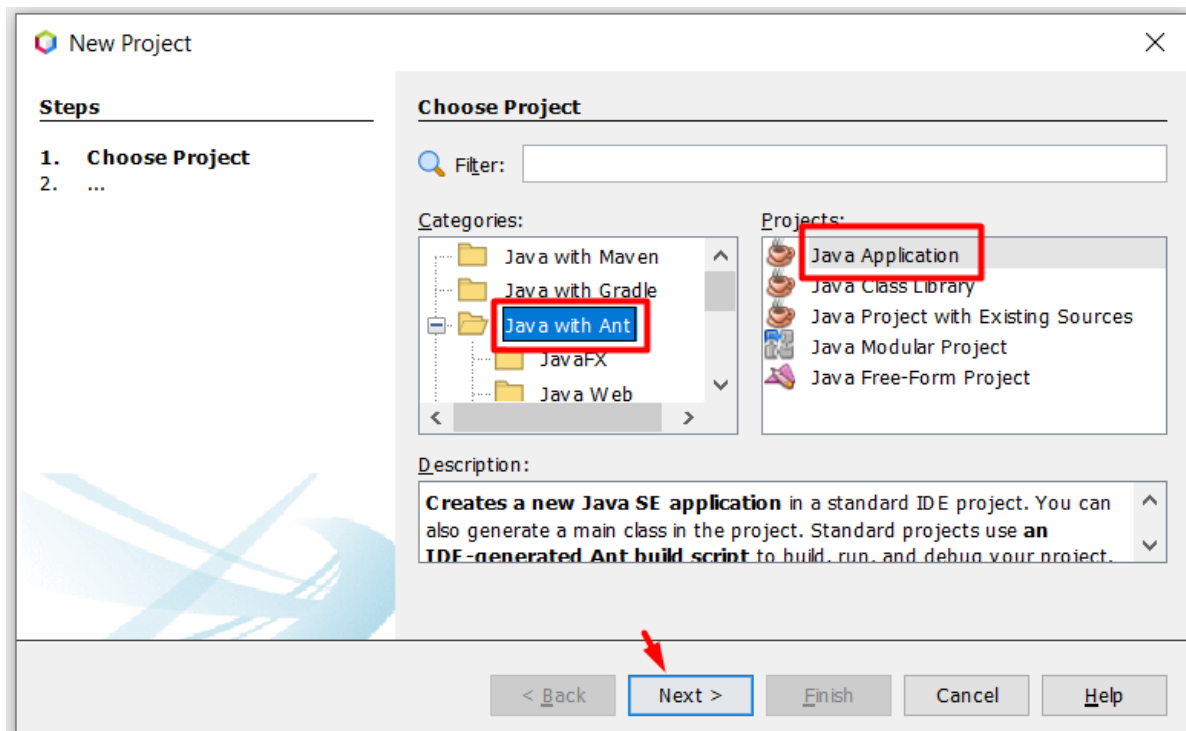 New Project
Steps
1. Choose Project
2. ...
Choose Project
Filter:
Categories:
Java with Maven
Java with Gradle
Java with Ant
JavaFX
Java Web
Projects:
Java Application
Java Class Library
Java Project with Existing Sources
Java Modular Project
Java Free-Form Project
Description:
Creates a new Java SE application in a standard IDE project. You can
also generate a main class in the project. Standard projects use an
IDE-generated Ant build script to build, run, and debug your project.
< Back
Next >
Finish
Cancel
Help